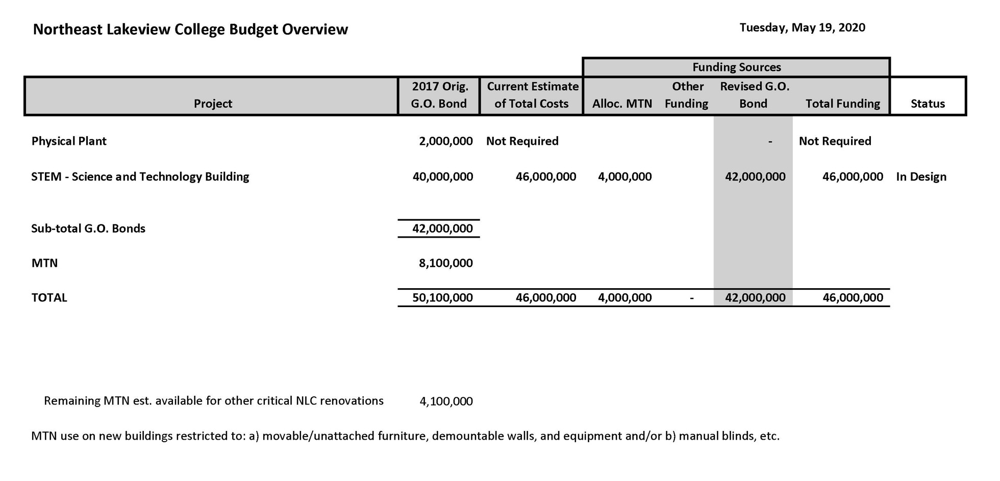 Northeast Lakeview College Budget Overview Tuesday, May 19, 2020
Funding Sources
2017 Orig. Current Estimate Other Revised G.O.
Project G.O. Bond of Total Costs Alloc. MTN Funding Bond Total Funding Status
Physical Plant 2,000,000 Not Required - Not Required
STEM - Science and Technology Building 40,000,000 46,000,000 4,000,000 42,000,000 46,000,000 In Design
Sub-total G.O. Bonds 42,000,000
MTN 8,100,000
TOTAL 50,100,000 46,000,000 4,000,000 - 42,000,000 46,000,000
Remaining MTN est. available for other critical NLC renovations 4,100,000
MTN use on new buildings restricted to: a) movable/unattached furniture, demountable walls, and equipment and/or b) manual blinds, etc.